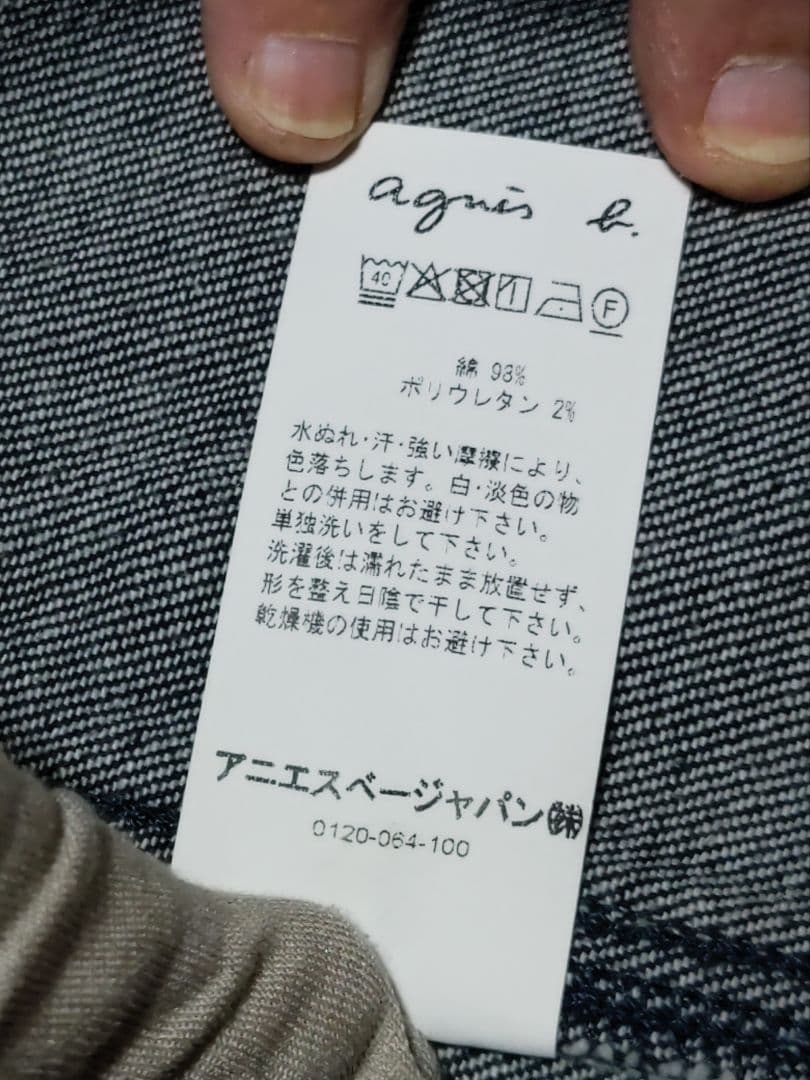 agnès b.
40
F
綿 98%
ポリウレタン 2%
水ぬれ・汗・強い摩擦により、
色落ちします。白・淡色の物
との併用はお避け下さい。
単独洗いをして下さい。
洗濯後は濡れたまま放置せず、
形を整え日陰で干して下さい。
乾燥機の使用はお避け下さい。
アニエスベージャパン㈱
0120-064-100